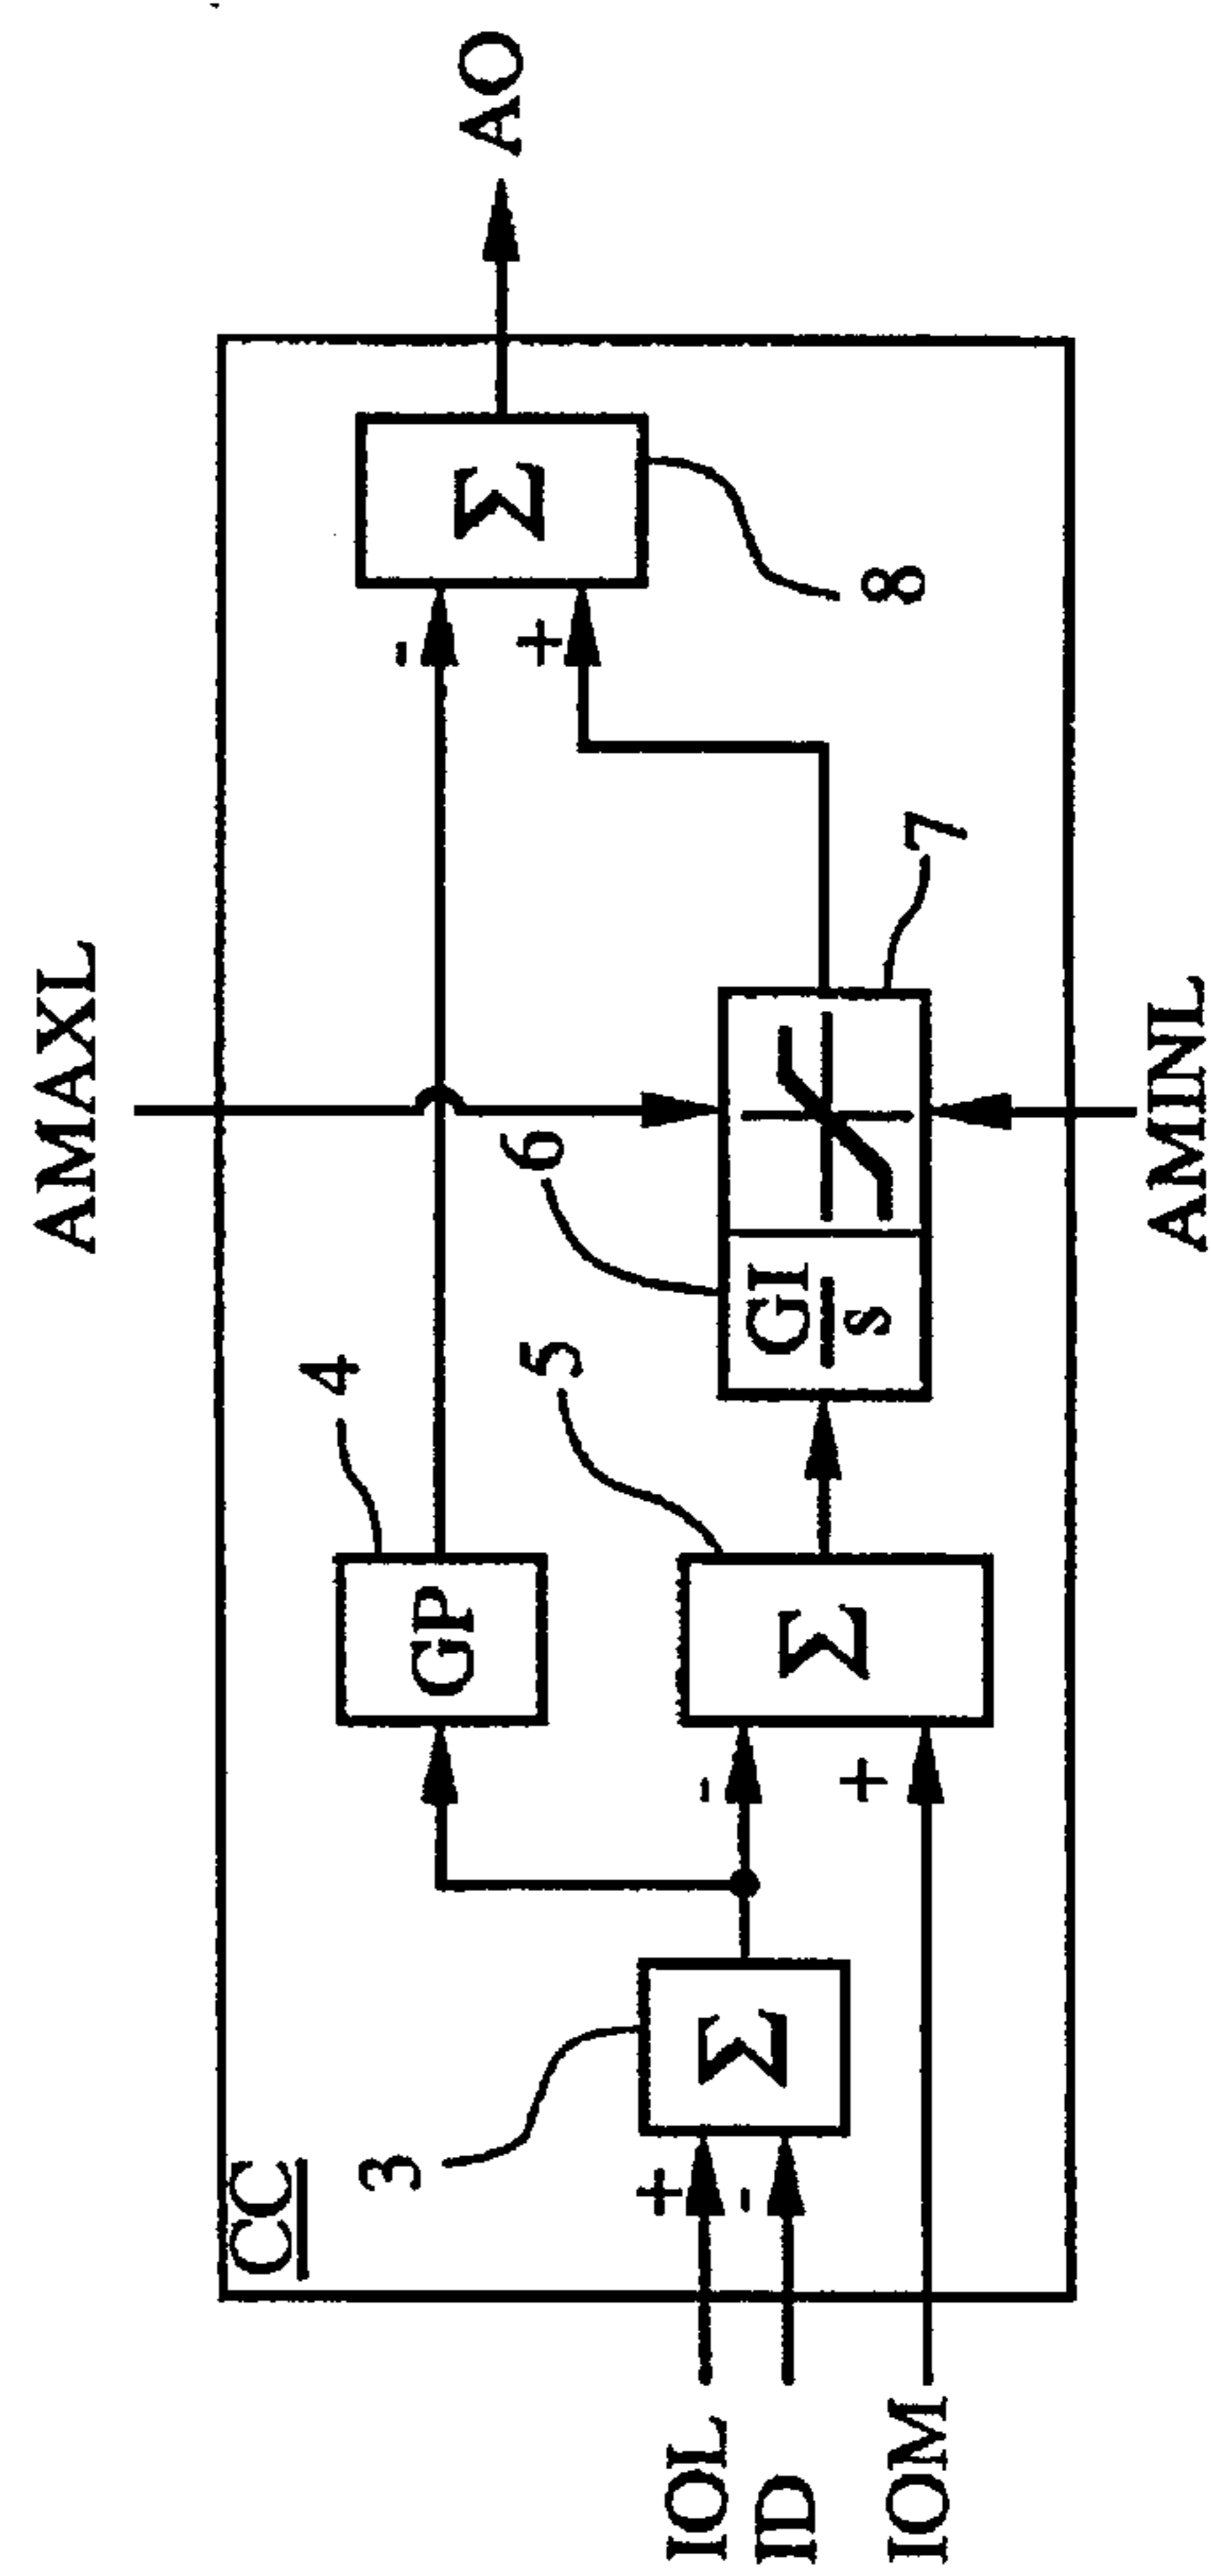 AMAXL
CC
3
4
GP
5
6
GI
s
7
8
Σ
Σ
Σ
+
-
-
+
-
+
IOL
ID
IOM
AO
AMINL